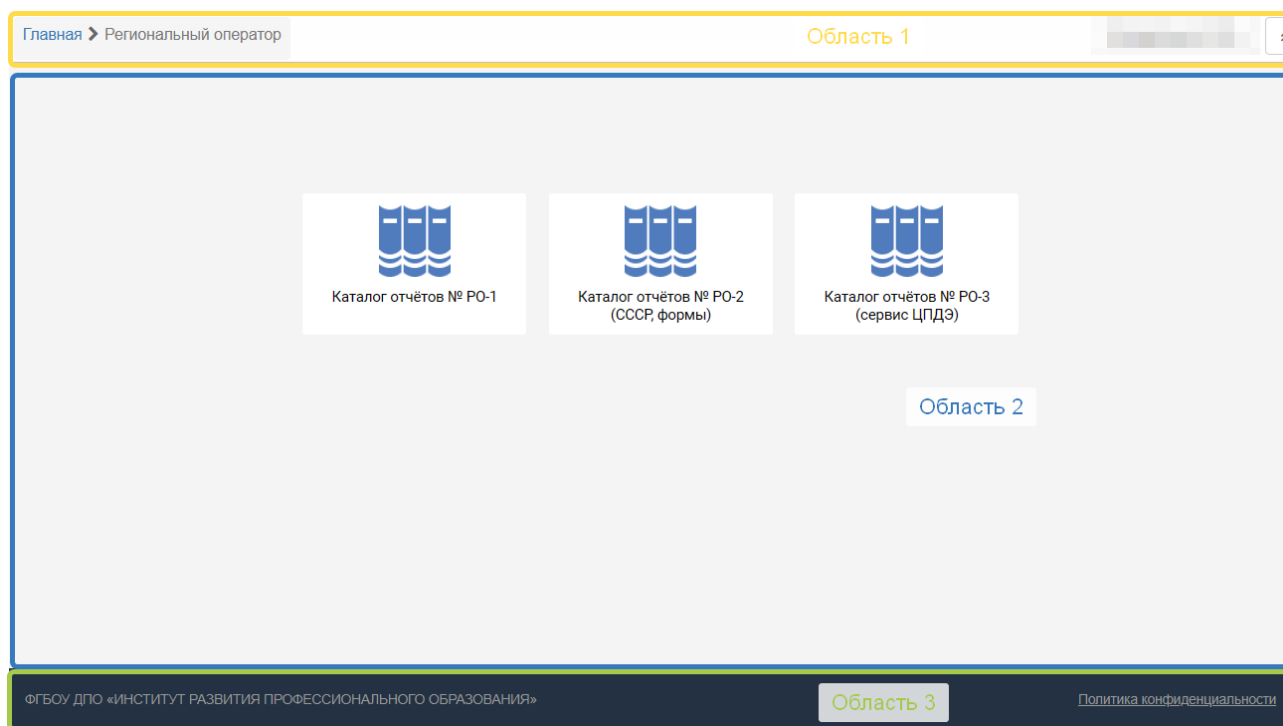 Главная > Региональный оператор
Область 1
Каталог отчётов № РО-1
Каталог отчётов № РО-2
(СССР, формы)
Каталог отчётов № РО-3
(сервис ЦПДЭ)
Область 2
ФГБОУ ДПО «ИНСТИТУТ РАЗВИТИЯ ПРОФЕССИОНАЛЬНОГО ОБРАЗОВАНИЯ»
Область 3
Политика конфиденциальности